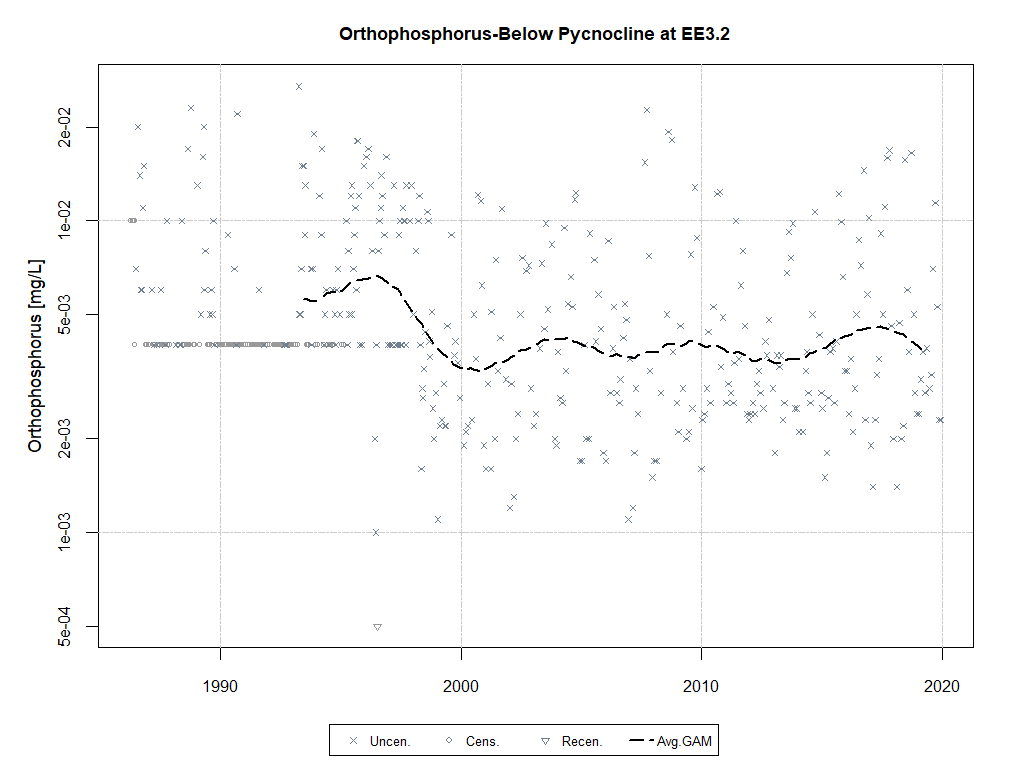 Orthophosphorus-Below Pycnocline at EE3.2
Orthophosphorus [mg/L]
2e-02
1e-02
5e-03
2e-03
1e-03
5e-04
1990 2000 2010 2020
Uncen. Cens. Recen. Avg.GAM